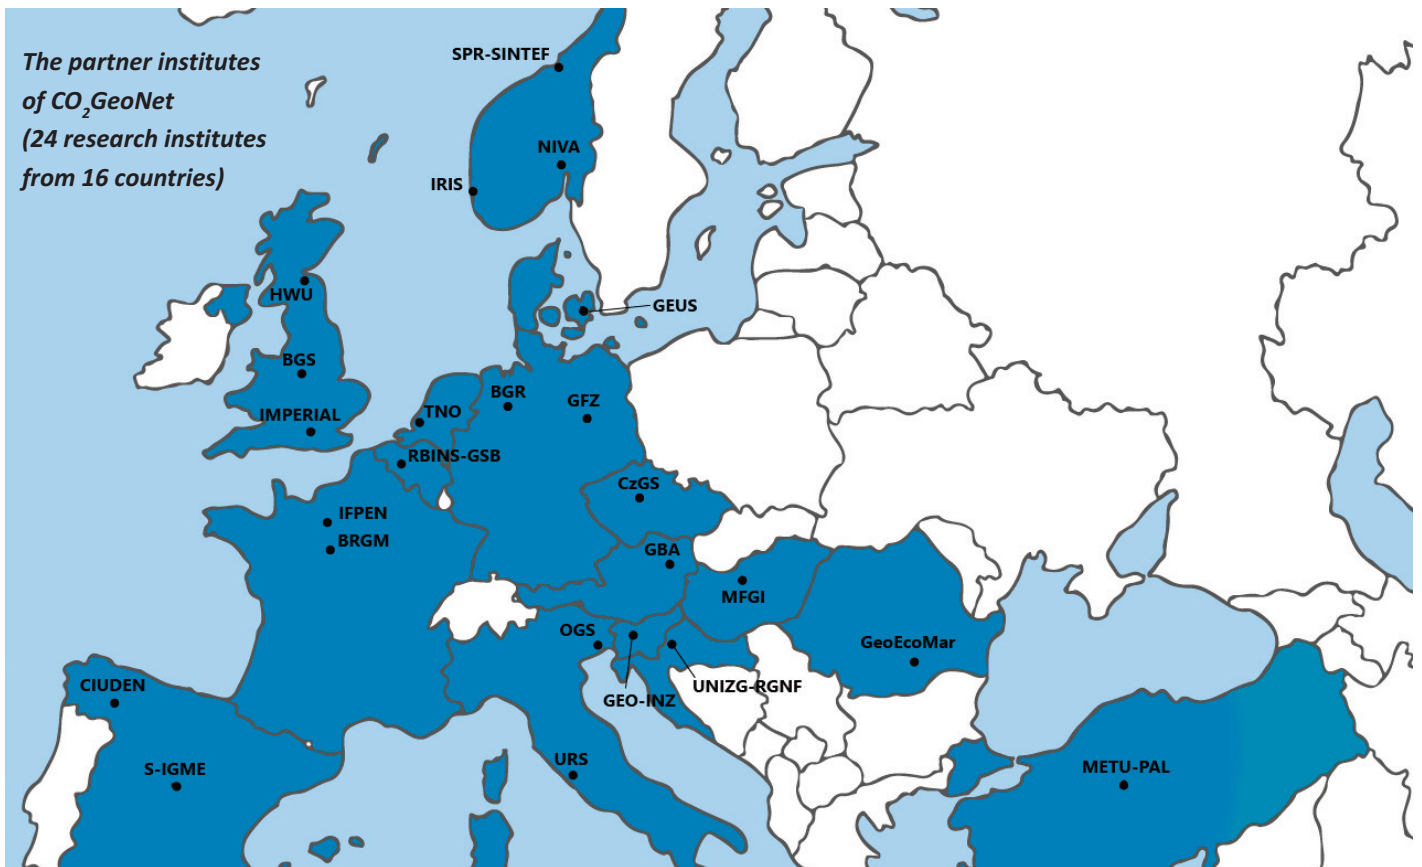 The partner institutes
of CO₂GeoNet
(24 research institutes
from 16 countries)
SPR-SINTEF
NIVA
IRIS
HWU
GEUS
BGS
BGR
GFZ
TNO
IMPERIAL
RBINS-GSB
CzGS
IFPEN
BRGM
GBA
MFGI
OGS
GeoEcoMar
CIUDEN
UNIZG-RGNF
GEO-INZ
URS
S-IGME
METU-PAL